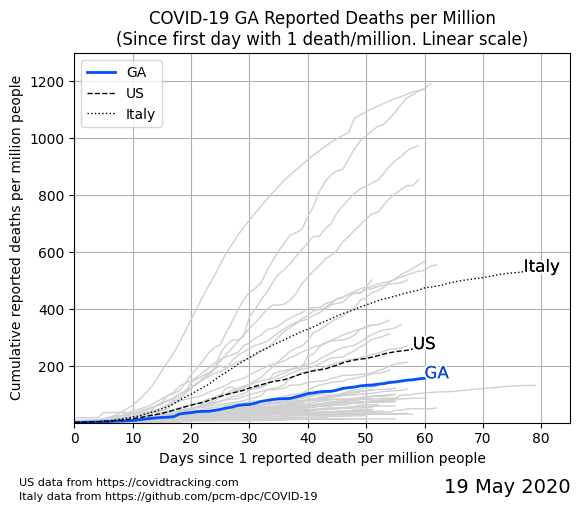 COVID-19 GA Reported Deaths per Million
(Since first day with 1 death/million. Linear scale)
Cumulative reported deaths per million people
1200
1000
800
600
400
200
GA
US
Italy
Italy
US
GA
0 10 20 30 40 50 60 70 80
Days since 1 reported death per million people
US data from https://covidtracking.com
Italy data from https://github.com/pcm-dpc/COVID-19
19 May 2020